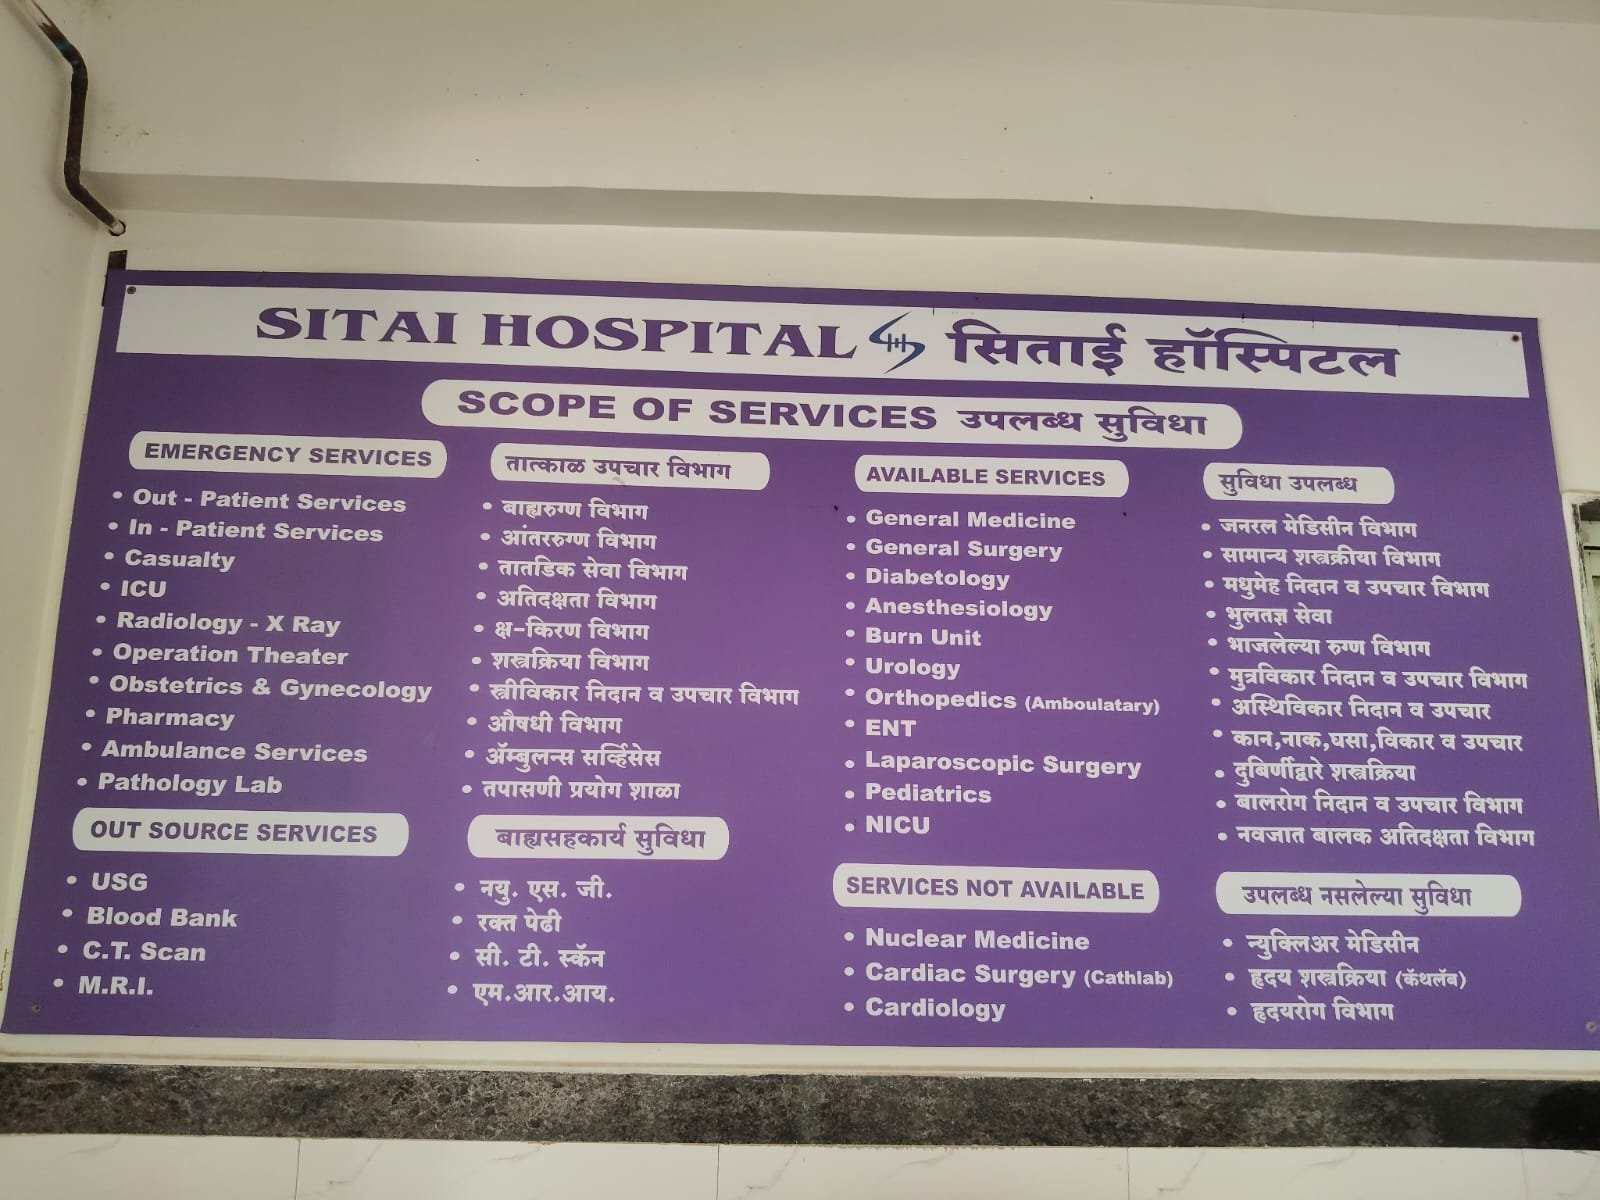 SITAI HOSPITAL सिताई हॉस्पिटल
SCOPE OF SERVICES उपलब्ध सुविधा
EMERGENCY SERVICES
• Out - Patient Services
• In - Patient Services
• Casualty
• ICU
• Radiology - X Ray
• Operation Theater
• Obstetrics & Gynecology
• Pharmacy
• Ambulance Services
• Pathology Lab
OUT SOURCE SERVICES
• USG
• Blood Bank
• C.T. Scan
• M.R.I.
तात्काळ उपचार विभाग
• बाह्यरुग्ण विभाग
• आंतररुग्ण विभाग
• तातडिक सेवा विभाग
• अतिदक्षता विभाग
• क्ष-किरण विभाग
• शस्त्रक्रिया विभाग
• स्त्रीविकार निदान व उपचार विभाग
• औषधी विभाग
• ॲम्बुलन्स सर्व्हिसेस
• तपासणी प्रयोग शाळा
बाह्यसहकार्य सुविधा
• नयु. एस. जी.
• रक्त पेढी
• सी. टी. स्कॅन
• एम.आर.आय.
AVAILABLE SERVICES
• General Medicine
• General Surgery
• Diabetology
• Anesthesiology
• Burn Unit
• Urology
• Orthopedics (Amboulatary)
• ENT
• Laparoscopic Surgery
• Pediatrics
• NICU
SERVICES NOT AVAILABLE
• Nuclear Medicine
• Cardiac Surgery (Cathlab)
• Cardiology
सुविधा उपलब्ध
• जनरल मेडिसीन विभाग
• सामान्य शस्त्रक्रीया विभाग
• मधुमेह निदान व उपचार विभाग
• भुलतज्ञ सेवा
• भाजलेल्या रुग्ण विभाग
• मुत्रविकार निदान व उपचार विभाग
• अस्थिविकार निदान व उपचार
• कान,नाक,घसा,विकार व उपचार
• दुबिर्णीद्वारे शस्त्रक्रिया
• बालरोग निदान व उपचार विभाग
• नवजात बालक अतिदक्षता विभाग
उपलब्ध नसलेल्या सुविधा
• न्युक्लिअर मेडिसीन
• हृदय शस्त्रक्रिया (कॅथलॅब)
• हृदयरोग विभाग